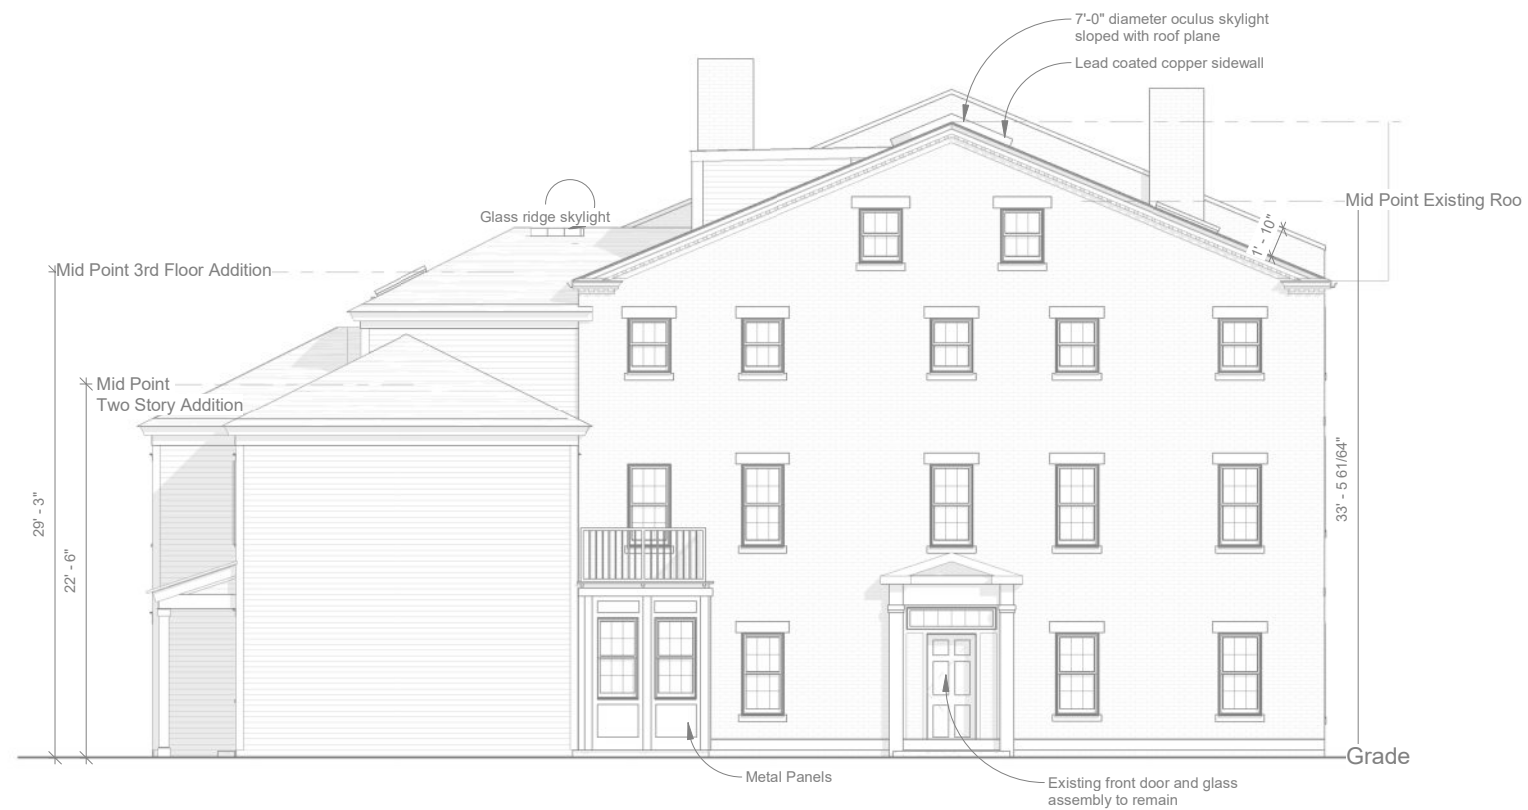 7'-0" diameter oculus skylight
sloped with roof plane
Lead coated copper sidewall
Mid Point Existing Roo
1' - 10"
Glass ridge skylight
Mid Point 3rd Floor Addition
Mid Point
Two Story Addition
29' - 3"
22' - 6"
33' - 5 61/64"
Grade
Metal Panels
Existing front door and glass
assembly to remain